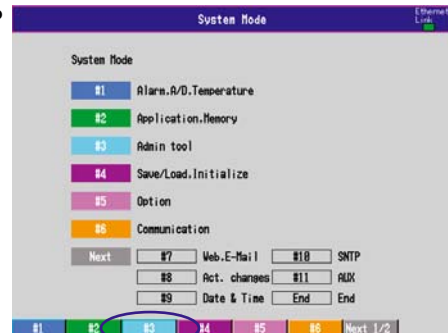 System Mode
Ethernet
Link
System Mode
#1 Alarm.A/D.Temperature
#2 Application.Memory
#3 Admin tool
#4 Save/Load.Initialize
#5 Option
#6 Communication
Next #7 Web.E-Mail #10 SNTP
#8 Act. changes #11 AUX
#9 Date & Time End End
#1 #2 #3 #4 #5 #6 Next 1/2